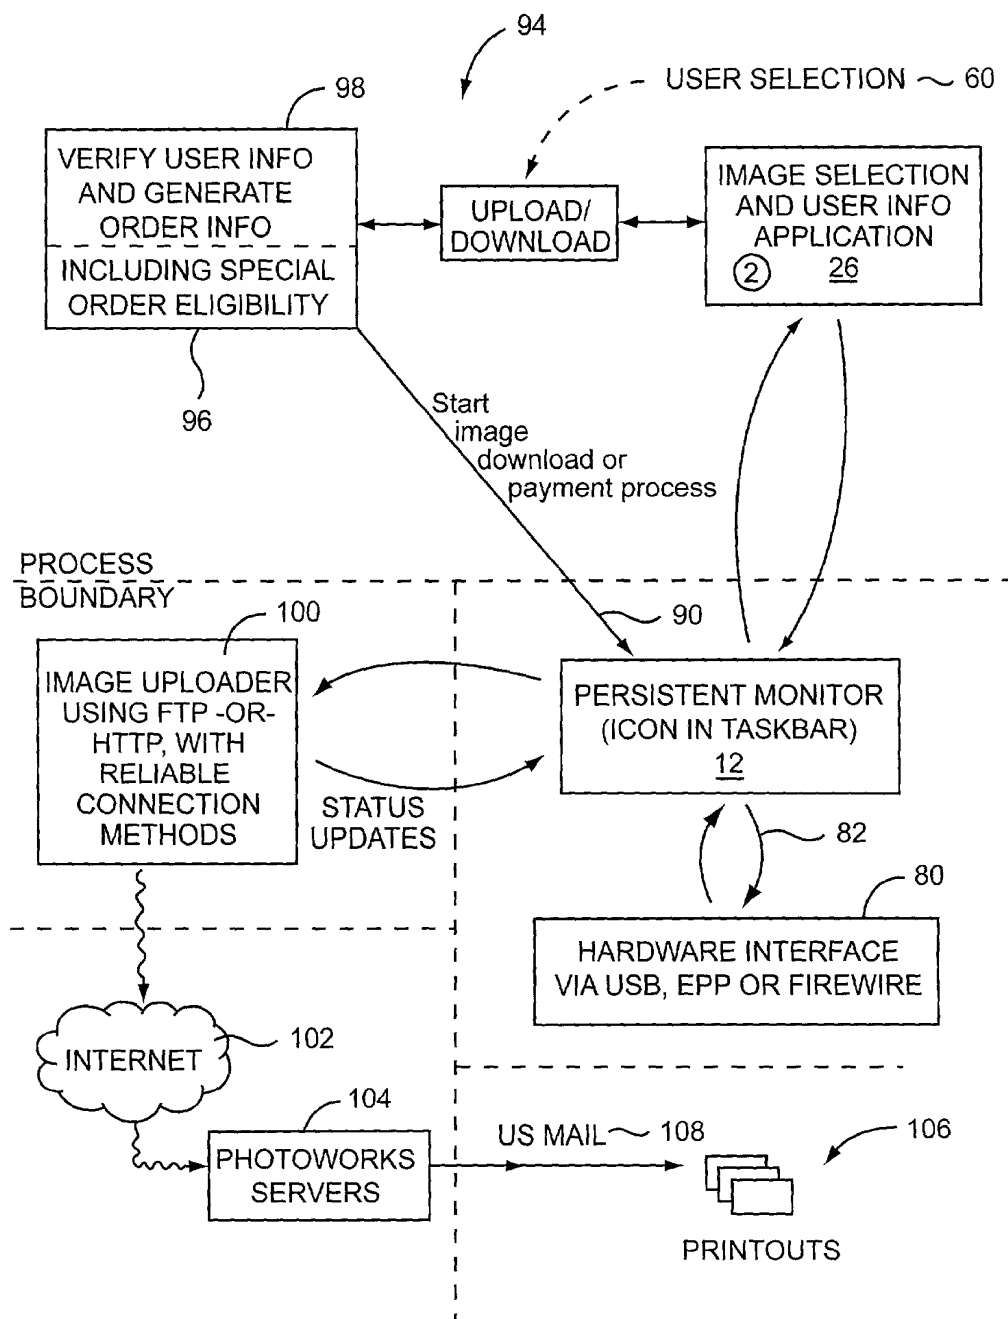 94
USER SELECTION 60
98
VERIFY USER INFO
AND GENERATE
ORDER INFO
INCLUDING SPECIAL
ORDER ELIGIBILITY
96
UPLOAD/
DOWNLOAD
IMAGE SELECTION
AND USER INFO
APPLICATION
2 26
Start
image
download or
payment process
PROCESS
BOUNDARY
100
IMAGE UPLOADER
USING FTP -OR-
HTTP, WITH
RELIABLE
CONNECTION
METHODS
STATUS
UPDATES
90
PERSISTENT MONITOR
(ICON IN TASKBAR)
12
82
80
HARDWARE INTERFACE
VIA USB, EPP OR FIREWIRE
INTERNET
102
104
PHOTOWORKS
SERVERS
US MAIL 108
106
PRINTOUTS